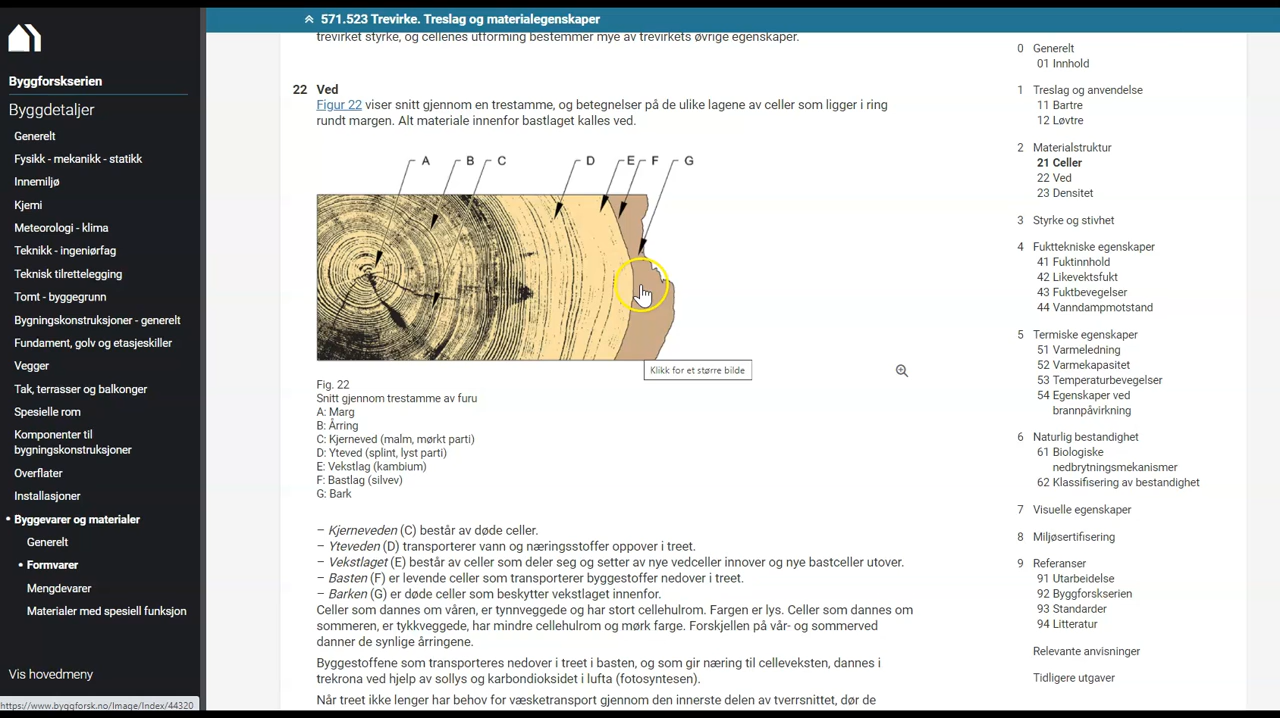 571.523 Trevirke. Treslag og materialegenskaper
Byggforskserien
Byggdetaljer
Generelt
Fysikk - mekanikk - statikk
Innemiljø
Kjemi
Meteorologi - klima
Teknikk - ingeniørfag
Teknisk tilrettelegging
Tomt - byggegrunn
Bygningskonstruksjoner - generelt
Fundament, golv og etasjeskiller
Vegger
Tak, terrasser og balkonger
Spesielle rom
Komponenter til
bygningskonstruksjoner
Overflater
Installasjoner
Byggevarer og materialer
Generelt
Formvarer
Mengdevarer
Materialer med spesiell funksjon
Vis hovedmeny
https://www.byggforsk.no/Image/Index/44320
trevirket styrke, og cellenes utforming bestemmer mye av trevirkets øvrige egenskaper.
22 Ved
Figur 22 viser snitt gjennom en trestamme, og betegnelser på de ulike lagene av celler som ligger i ring
rundt margen. Alt materiale innenfor bastlaget kalles ved.
A B C D E F G
Klikk for et større bilde
Fig. 22
Snitt gjennom trestamme av furu
A: Marg
B: Årring
C: Kjerneved (malm, mørkt parti)
D: Yteved (splint, lyst parti)
E: Vekstlag (kambium)
F: Bastlag (silvev)
G: Bark
– Kjerneveden (C) består av døde celler.
– Yteveden (D) transporterer vann og næringsstoffer oppover i treet.
– Vekstlaget (E) består av celler som deler seg og setter av nye vedceller innover og nye bastceller utover.
– Basten (F) er levende celler som transporterer byggestoffer nedover i treet.
– Barken (G) er døde celler som beskytter vekstlaget innenfor.
Celler som dannes om våren, er tynnveggede og har stort cellehulrom. Fargen er lys. Celler som dannes om
sommeren, er tykkveggede, har mindre cellehulrom og mørk farge. Forskjellen på vår- og sommerved
danner de synlige årringene.
Byggestoffene som transporteres nedover i treet i basten, og som gir næring til celleveksten, dannes i
trekrona ved hjelp av sollys og karbondioksidet i lufta (fotosyntesen).
Når treet ikke lenger har behov for væsketransport gjennom den innerste delen av tverrsnittet, dør de
0 Generelt
01 Innhold
1 Treslag og anvendelse
11 Bartre
12 Løvtre
2 Materialstruktur
21 Celler
22 Ved
23 Densitet
3 Styrke og stivhet
4 Fukttekniske egenskaper
41 Fuktinnhold
42 Likevektsfukt
43 Fuktbevegelser
44 Vanndampmotstand
5 Termiske egenskaper
51 Varmeledning
52 Varmekapasitet
53 Temperaturbevegelser
54 Egenskaper ved
brannpåvirkning
6 Naturlig bestandighet
61 Biologiske
nedbrytningsmekanismer
62 Klassifisering av bestandighet
7 Visuelle egenskaper
8 Miljøsertifisering
9 Referanser
91 Utarbeidelse
92 Byggforskserien
93 Standarder
94 Litteratur
Relevante anvisninger
Tidligere utgaver